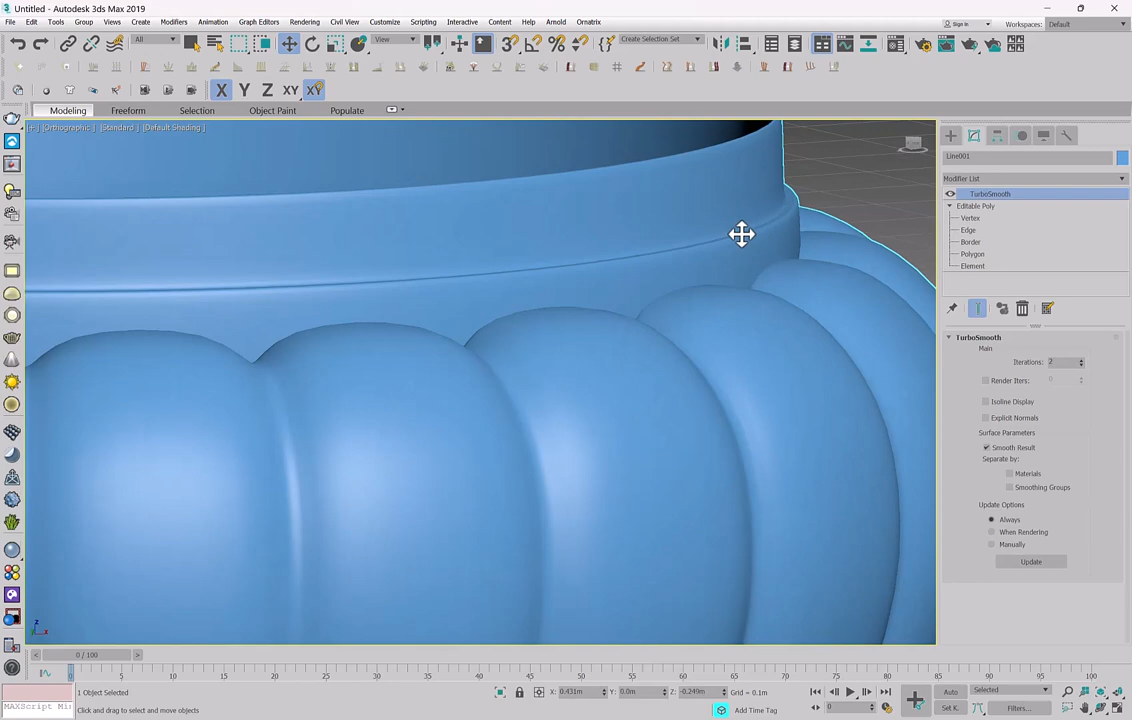 Untitled - Autodesk 3ds Max 2019
File Edit Tools Group Views Create Modifiers Animation Graph Editors Rendering Civil View Customize Scripting Interactive Content Help Arnold Ornatrix
Sign In Workspaces: Default
All View Create Selection Set
X Y Z XY XY
Modeling Freeform Selection Object Paint Populate
[+] [Orthographic] [Standard] [Default Shading]
Line001
Modifier List
TurboSmooth
Editable Poly
Vertex
Edge
Border
Polygon
Element
TurboSmooth
Main
Iterations: 2
Render Iters: 0
Isoline Display
Explicit Normals
Surface Parameters
Smooth Result
Separate by:
Materials
Smoothing Groups
Update Options
Always
When Rendering
Manually
Update
z
x
0 / 100
0 5 10 15 20 25 30 35 40 45 50 55 60 65 70 75 80 85 90 95 100
1 Object Selected X: 0.431m Y: 0.0m Z: -0.249m Grid = 0.1m Auto Selected
MAXScript Mi Click and drag to select and move objects Add Time Tag 0 Set K. Filters...